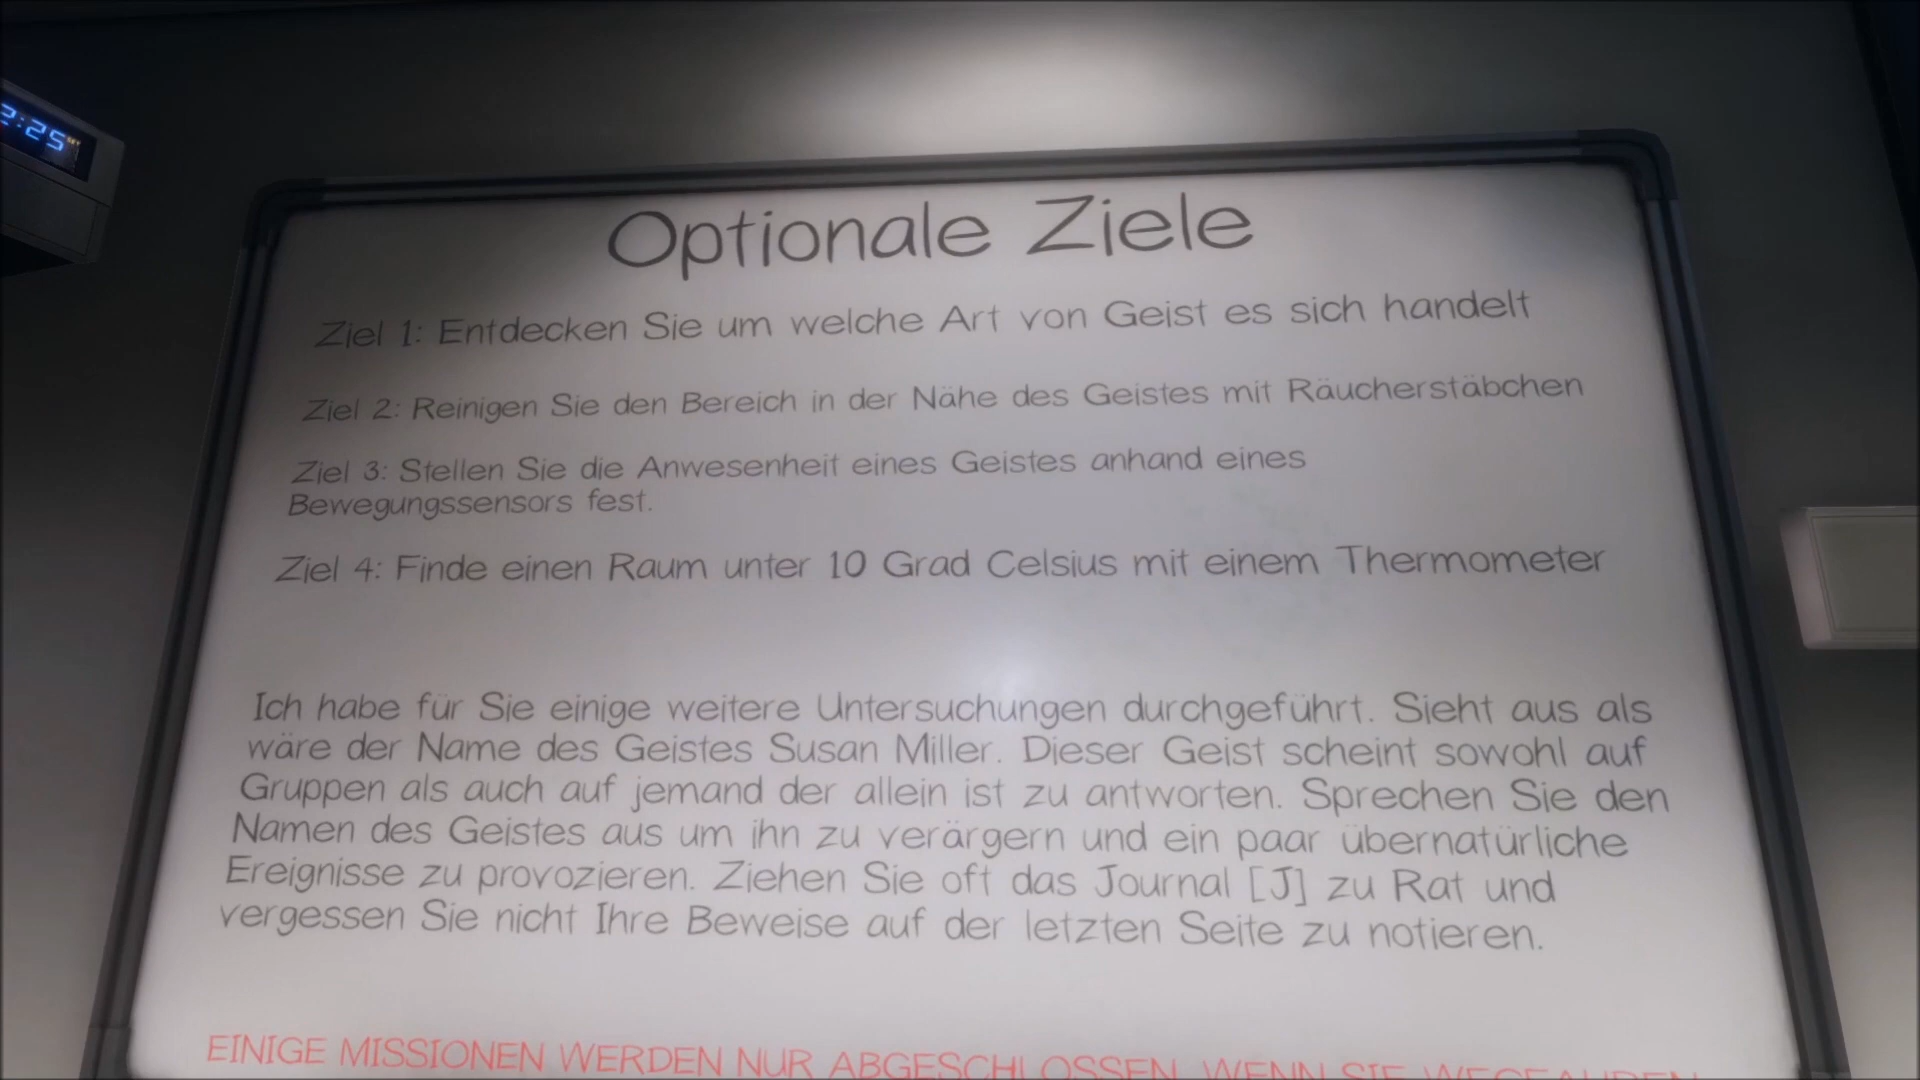 2:25
Optionale Ziele
Ziel 1: Entdecken Sie um welche Art von Geist es sich handelt
Ziel 2: Reinigen Sie den Bereich in der Nähe des Geistes mit Räucherstäbchen
Ziel 3: Stellen Sie die Anwesenheit eines Geistes anhand eines
Bewegungssensors fest.
Ziel 4: Finde einen Raum unter 10 Grad Celsius mit einem Thermometer
Ich habe für Sie einige weitere Untersuchungen durchgeführt. Sieht aus als
wäre der Name des Geistes Susan Miller. Dieser Geist scheint sowohl auf
Gruppen als auch auf jemand der allein ist zu antworten. Sprechen Sie den
Namen des Geistes aus um ihn zu verärgern und ein paar übernatürliche
Ereignisse zu provozieren. Ziehen Sie oft das Journal [J] zu Rat und
vergessen Sie nicht Ihre Beweise auf der letzten Seite zu notieren.
EINIGE MISSIONEN WERDEN NUR ABGESCHLOSSEN, WENN SIE WEGFAHREN